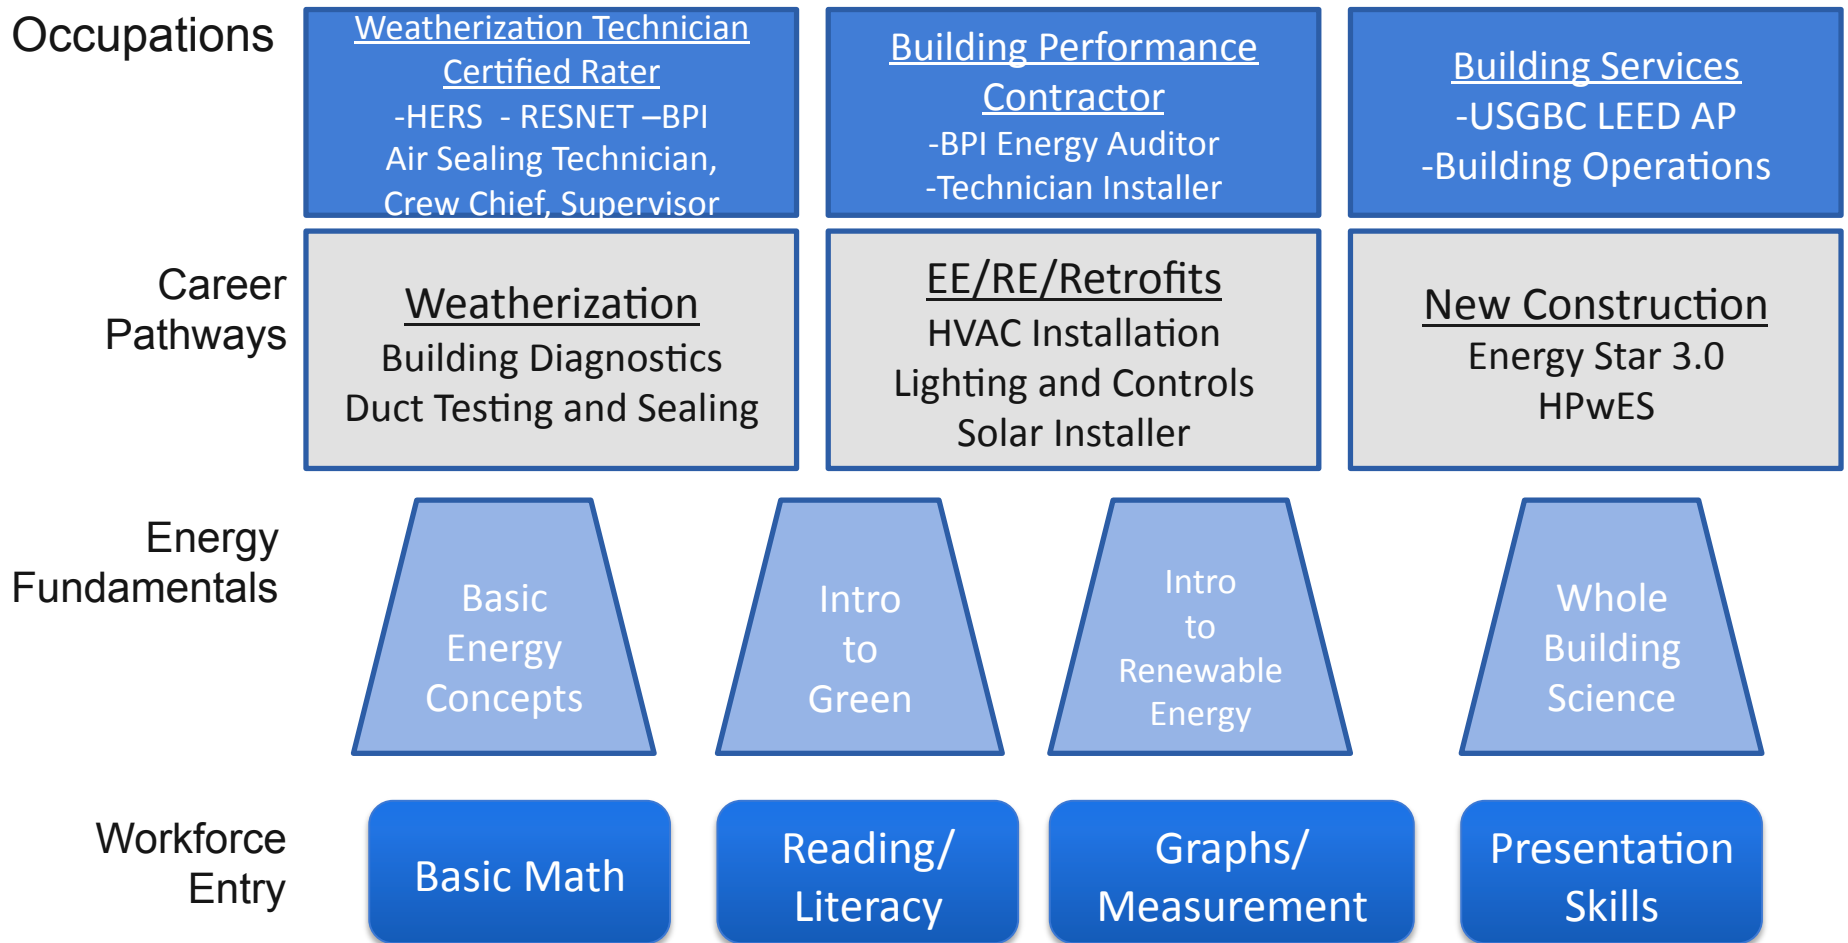 Occupations
Weatherization Technician
Certified Rater
-HERS - RESNET –BPI
Air Sealing Technician,
Crew Chief, Supervisor
Building Performance
Contractor
-BPI Energy Auditor
-Technician Installer
Building Services
-USGBC LEED AP
-Building Operations
Career
Pathways
Weatherization
Building Diagnostics
Duct Testing and Sealing
EE/RE/Retrofits
HVAC Installation
Lighting and Controls
Solar Installer
New Construction
Energy Star 3.0
HPwES
Energy
Fundamentals
Basic
Energy
Concepts
Intro
to
Green
Intro
to
Renewable
Energy
Whole
Building
Science
Workforce
Entry
Basic Math
Reading/
Literacy
Graphs/
Measurement
Presentation
Skills